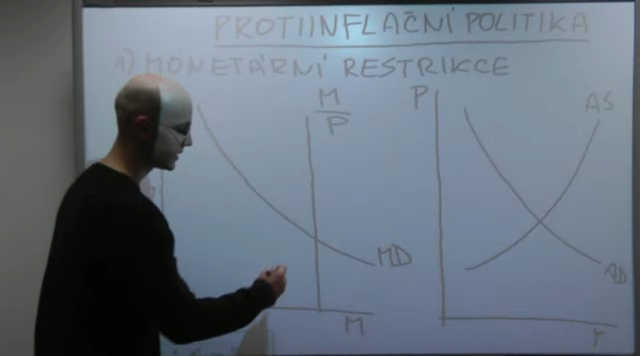 PROTIINFLAČNÍ POLITIKA
1) MONETÁRNÍ RESTRIKCE
M
P
P
AS
MD
AD
M
Y